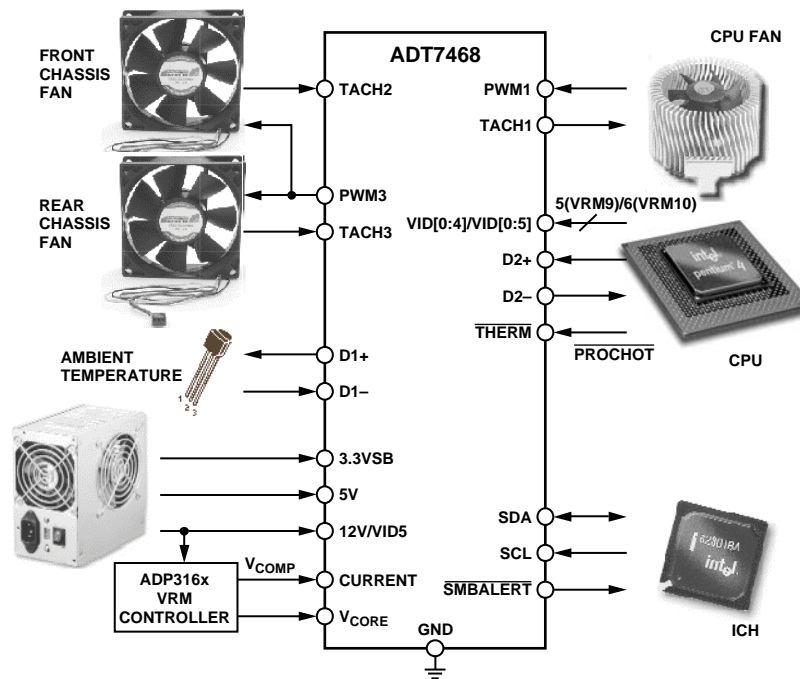 ADT7468
FRONT
CHASSIS
FAN
TACH2
PWM3
REAR
CHASSIS
FAN
TACH3
AMBIENT
TEMPERATURE
1
2
3
D1+
D1–
3.3VSB
5V
12V/VID5
ADP316x
VRM
CONTROLLER
VCOMP
CURRENT
VCORE
GND
CPU FAN
PWM1
TACH1
5(VRM9)/6(VRM10)
VID[0:4]/VID[0:5]
D2+
D2–
THERM
PROCHOT
intel
pentium 4
CPU
SDA
SCL
SMBALERT
intel
ICH